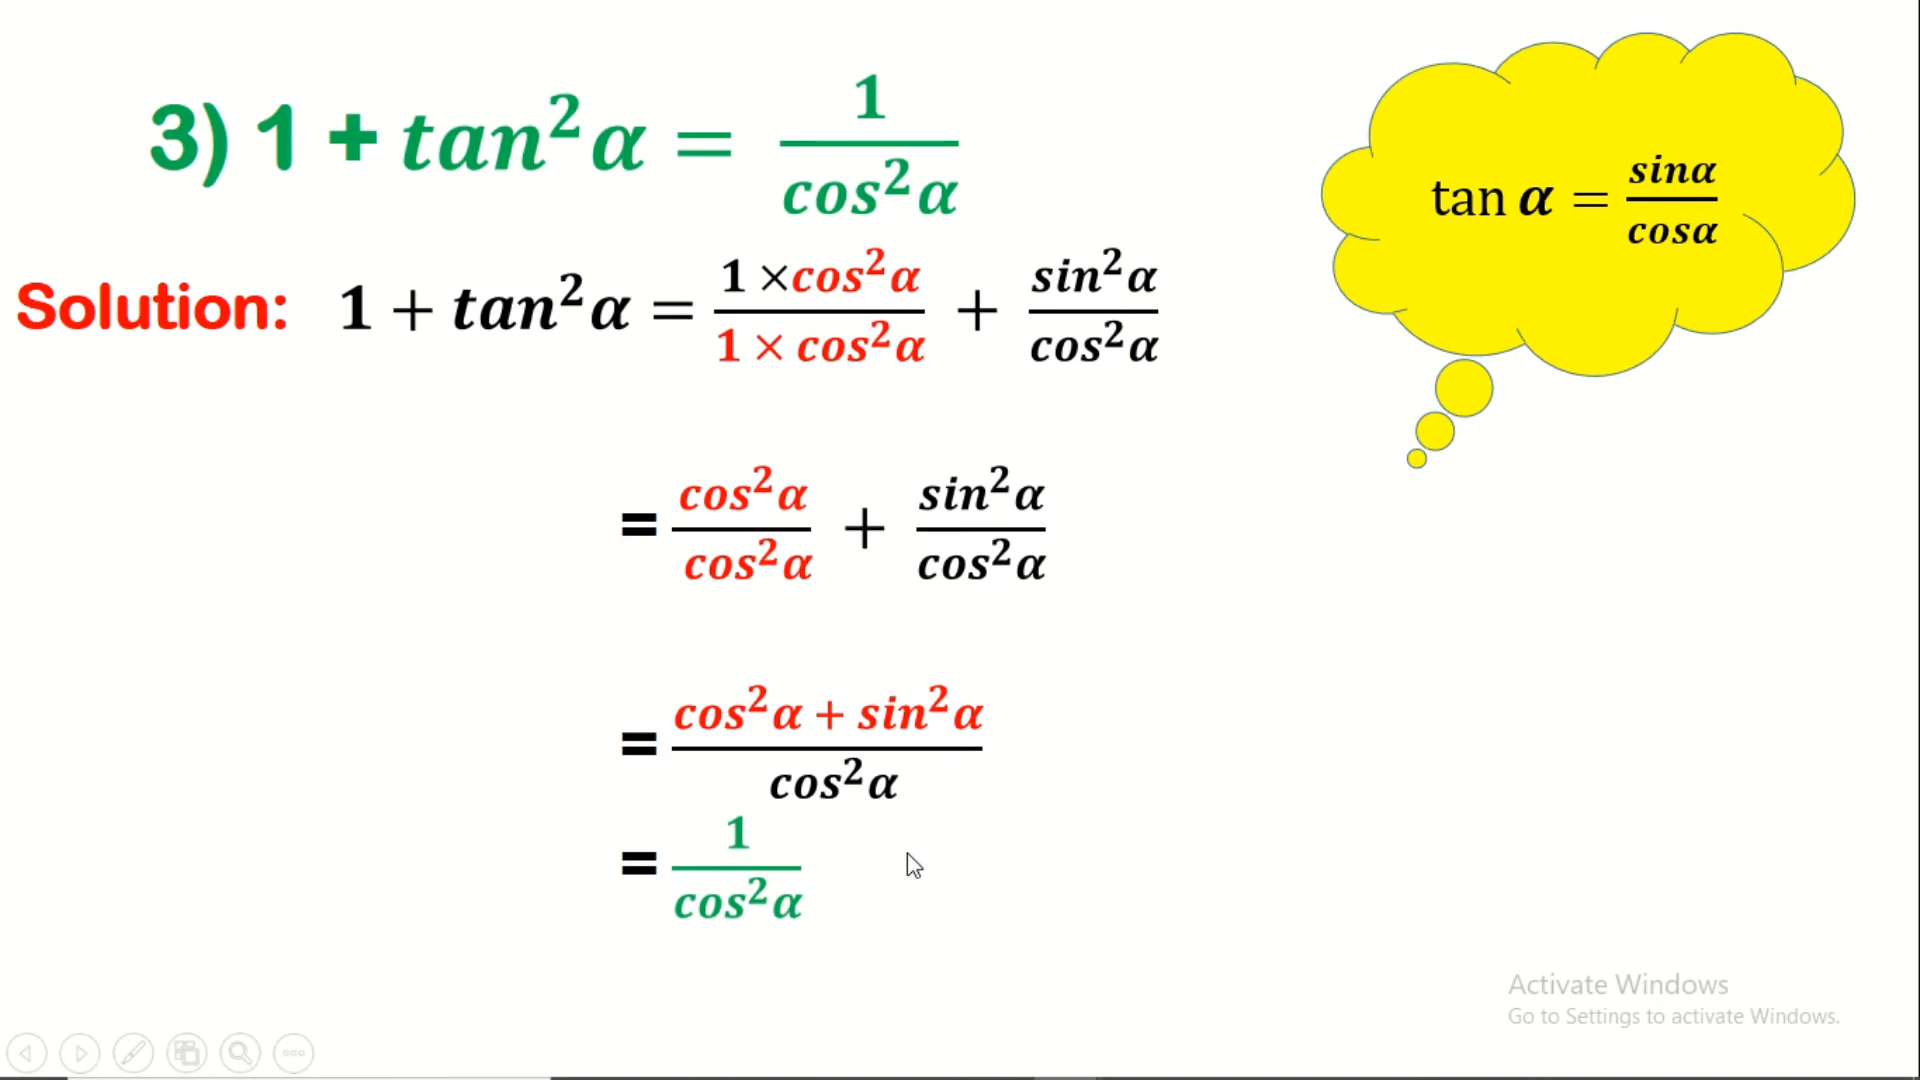 3) 1 + tan²α = 1/cos²α
tan α = sinα/cosα
Solution: 1 + tan²α = (1 ×cos²α)/(1 × cos²α) + sin²α/cos²α
= cos²α/cos²α + sin²α/cos²α
= (cos²α + sin²α)/cos²α
= 1/cos²α
Activate Windows
Go to Settings to activate Windows.